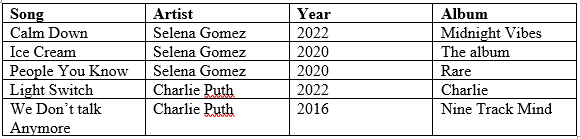 Song Artist Year Album
Calm Down Selena Gomez 2022 Midnight Vibes
Ice Cream Selena Gomez 2020 The album
People You Know Selena Gomez 2020 Rare
Light Switch Charlie Puth 2022 Charlie
We Don't talk Charlie Puth 2016 Nine Track Mind
Anymore